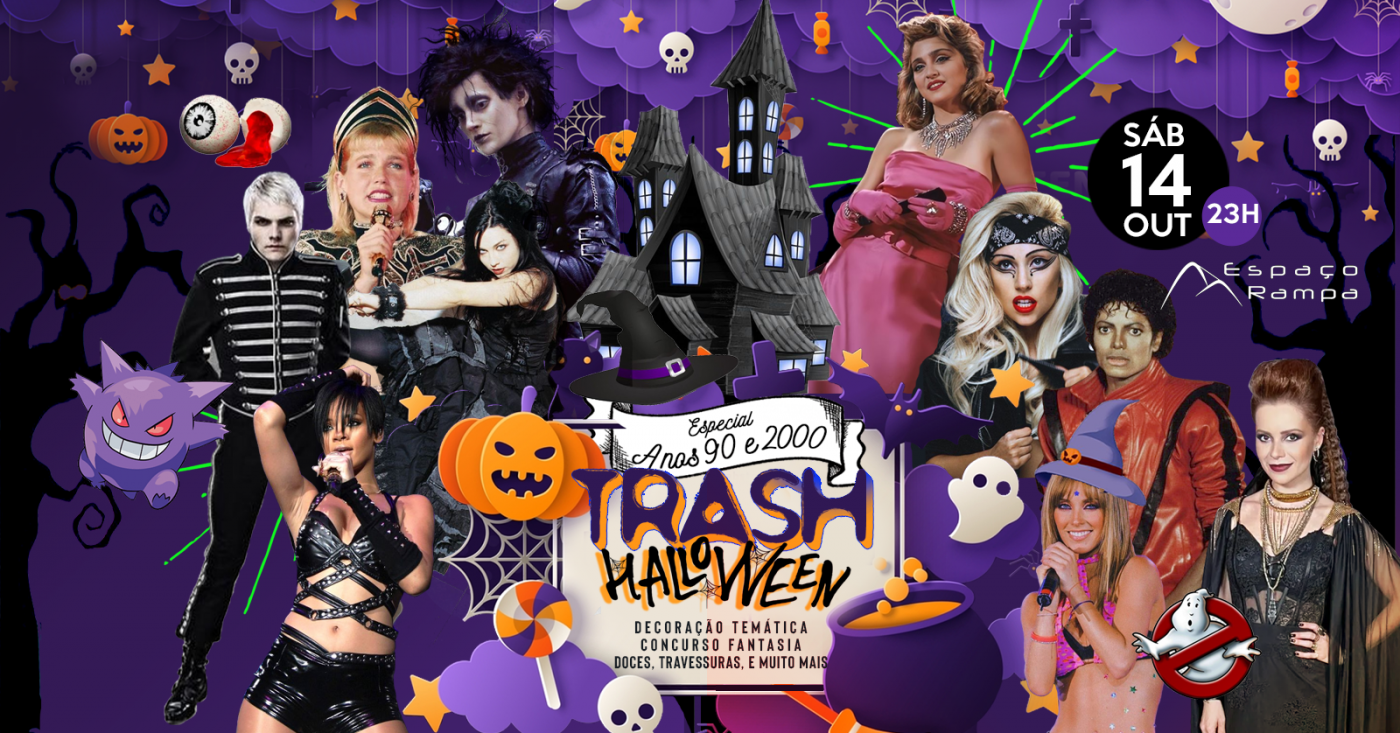 SÁB
14
OUT
23H
Espaço
Rampa
Especial
Anos 90 e 2000
TRASH
HALLOWEEN
DECORAÇÃO TEMÁTICA
CONCURSO FANTASIA
DOCES, TRAVESSURAS, E MUITO MAIS